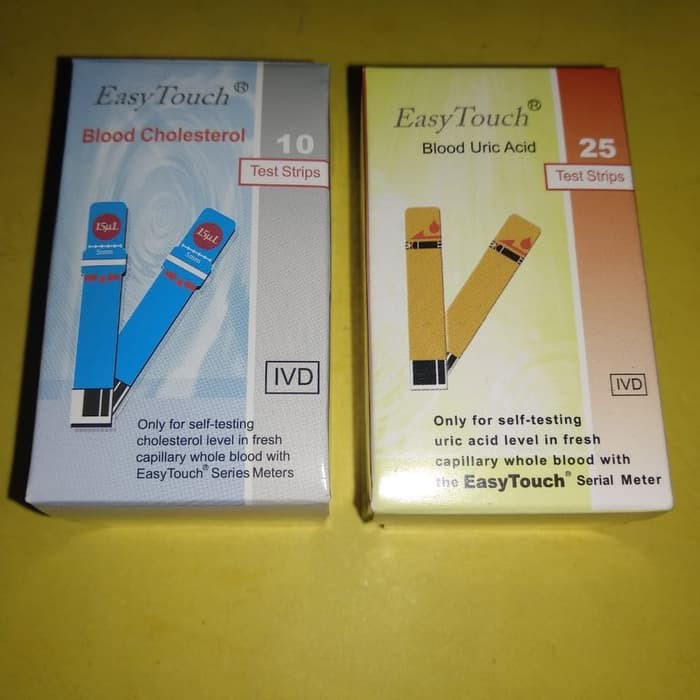 EasyTouch®
Blood Cholesterol
10
Test Strips
15µL
5mm
15µL
5mm
IVD
Only for self-testing
cholesterol level in fresh
capillary whole blood with
EasyTouch® Series Meters
EasyTouch®
Blood Uric Acid
25
Test Strips
IVD
Only for self-testing
uric acid level in fresh
capillary whole blood with
the EasyTouch® Serial Meter